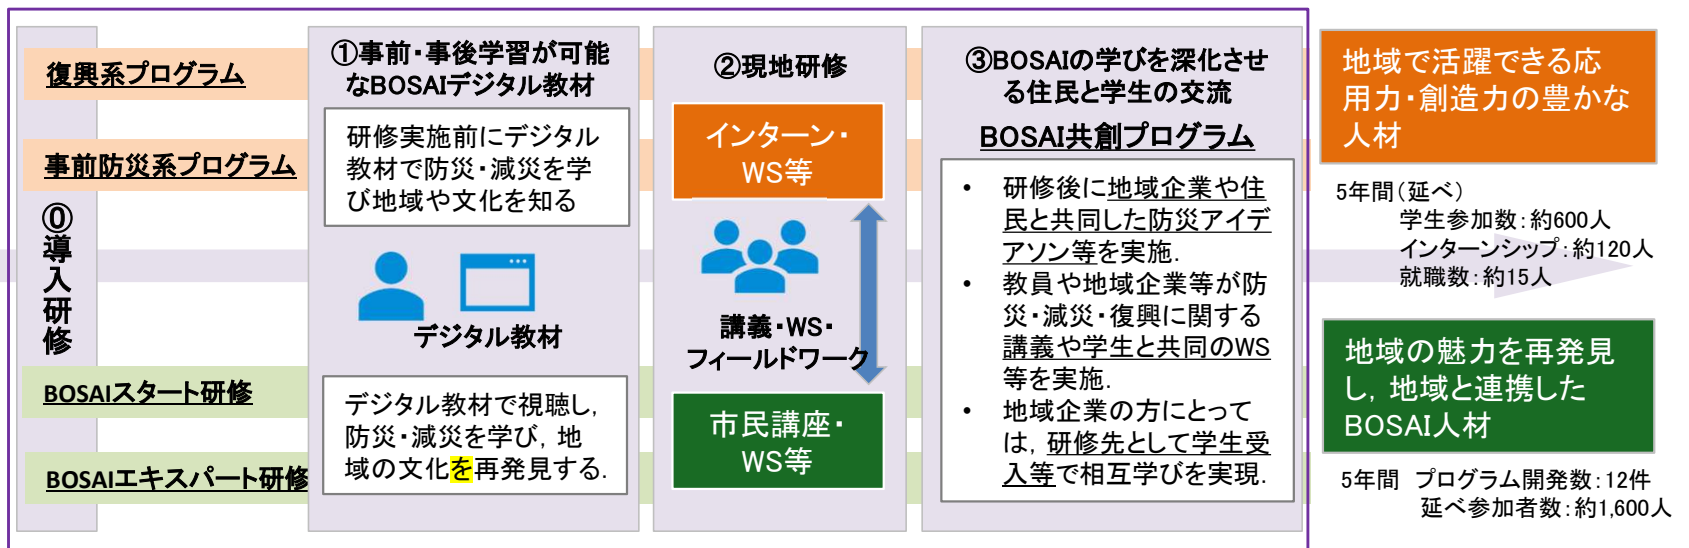 復興系プログラム
事前防災系プログラム
⓪導入研修
BOSAIスタート研修
BOSAIエキスパート研修
①事前・事後学習が可能
なBOSAIデジタル教材
研修実施前にデジタル
教材で防災・減災を学
び地域や文化を知る
デジタル教材
デジタル教材で視聴し,
防災・減災を学び, 地
域の文化を再発見する.
②現地研修
インターン・
WS等
講義・WS・
フィールドワーク
市民講座・
WS等
③BOSAIの学びを深化させ
る住民と学生の交流
BOSAI共創プログラム
• 研修後に地域企業や住
民と共同した防災アイデ
アソン等を実施.
• 教員や地域企業等が防
災・減災・復興に関する
講義や学生と共同のWS
等を実施.
• 地域企業の方にとって
は, 研修先として学生受
入等で相互学びを実現.
地域で活躍できる応
用力・創造力の豊かな
人材
5年間(延べ)
学生参加数:約600人
インターンシップ:約120人
就職数:約15人
地域の魅力を再発見
し, 地域と連携した
BOSAI人材
5年間 プログラム開発数:12件
延べ参加者数:約1,600人